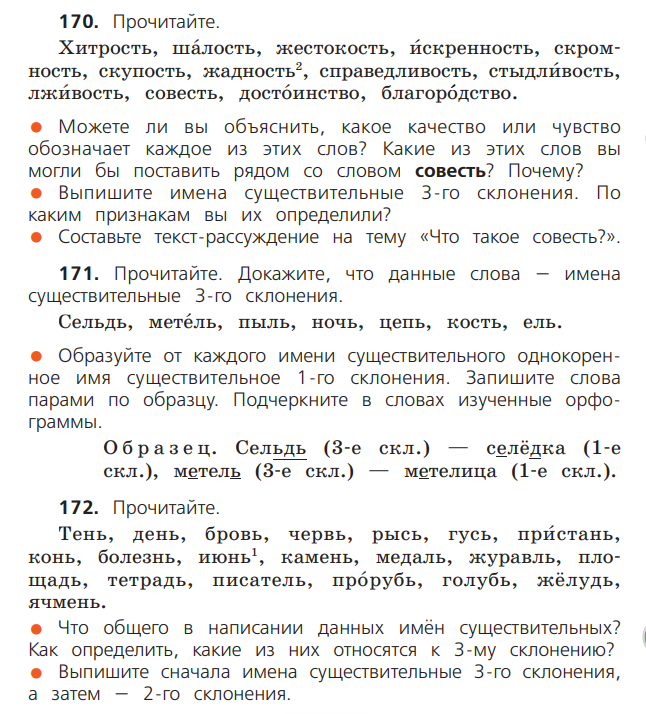 170. Прочитайте.
Хитрость, ша́лость, жестокость, и́скренность, скром-
ность, скупость, жадность², справедливость, стыдли́вость,
лжи́вость, совесть, досто́инство, благоро́дство.
● Можете ли вы объяснить, какое качество или чувство
обозначает каждое из этих слов? Какие из этих слов вы
могли бы поставить рядом со словом совесть? Почему?
● Выпишите имена существительные 3-го склонения. По
каким признакам вы их определили?
● Составьте текст-рассуждение на тему «Что такое совесть?».
171. Прочитайте. Докажите, что данные слова — имена
существительные 3-го склонения.
Сельдь, мете́ль, пыль, ночь, цепь, кость, ель.
● Образуйте от каждого имени существительного однокорен-
ное имя существительное 1-го склонения. Запишите слова
парами по образцу. Подчеркните в словах изученные орфо-
граммы.
Образец. Сельдь (3-е скл.) — селёдка (1-е
скл.), метель (3-е скл.) — метелица (1-е скл.).
172. Прочитайте.
Тень, день, бровь, червь, рысь, гусь, при́стань,
конь, болезнь, июнь¹, камень, медаль, журавль, пло-
щадь, тетрадь, писатель, про́рубь, голубь, жёлудь,
ячмень.
● Что общего в написании данных имён существительных?
Как определить, какие из них относятся к 3-му склонению?
● Выпишите сначала имена существительные 3-го склонения,
а затем — 2-го склонения.